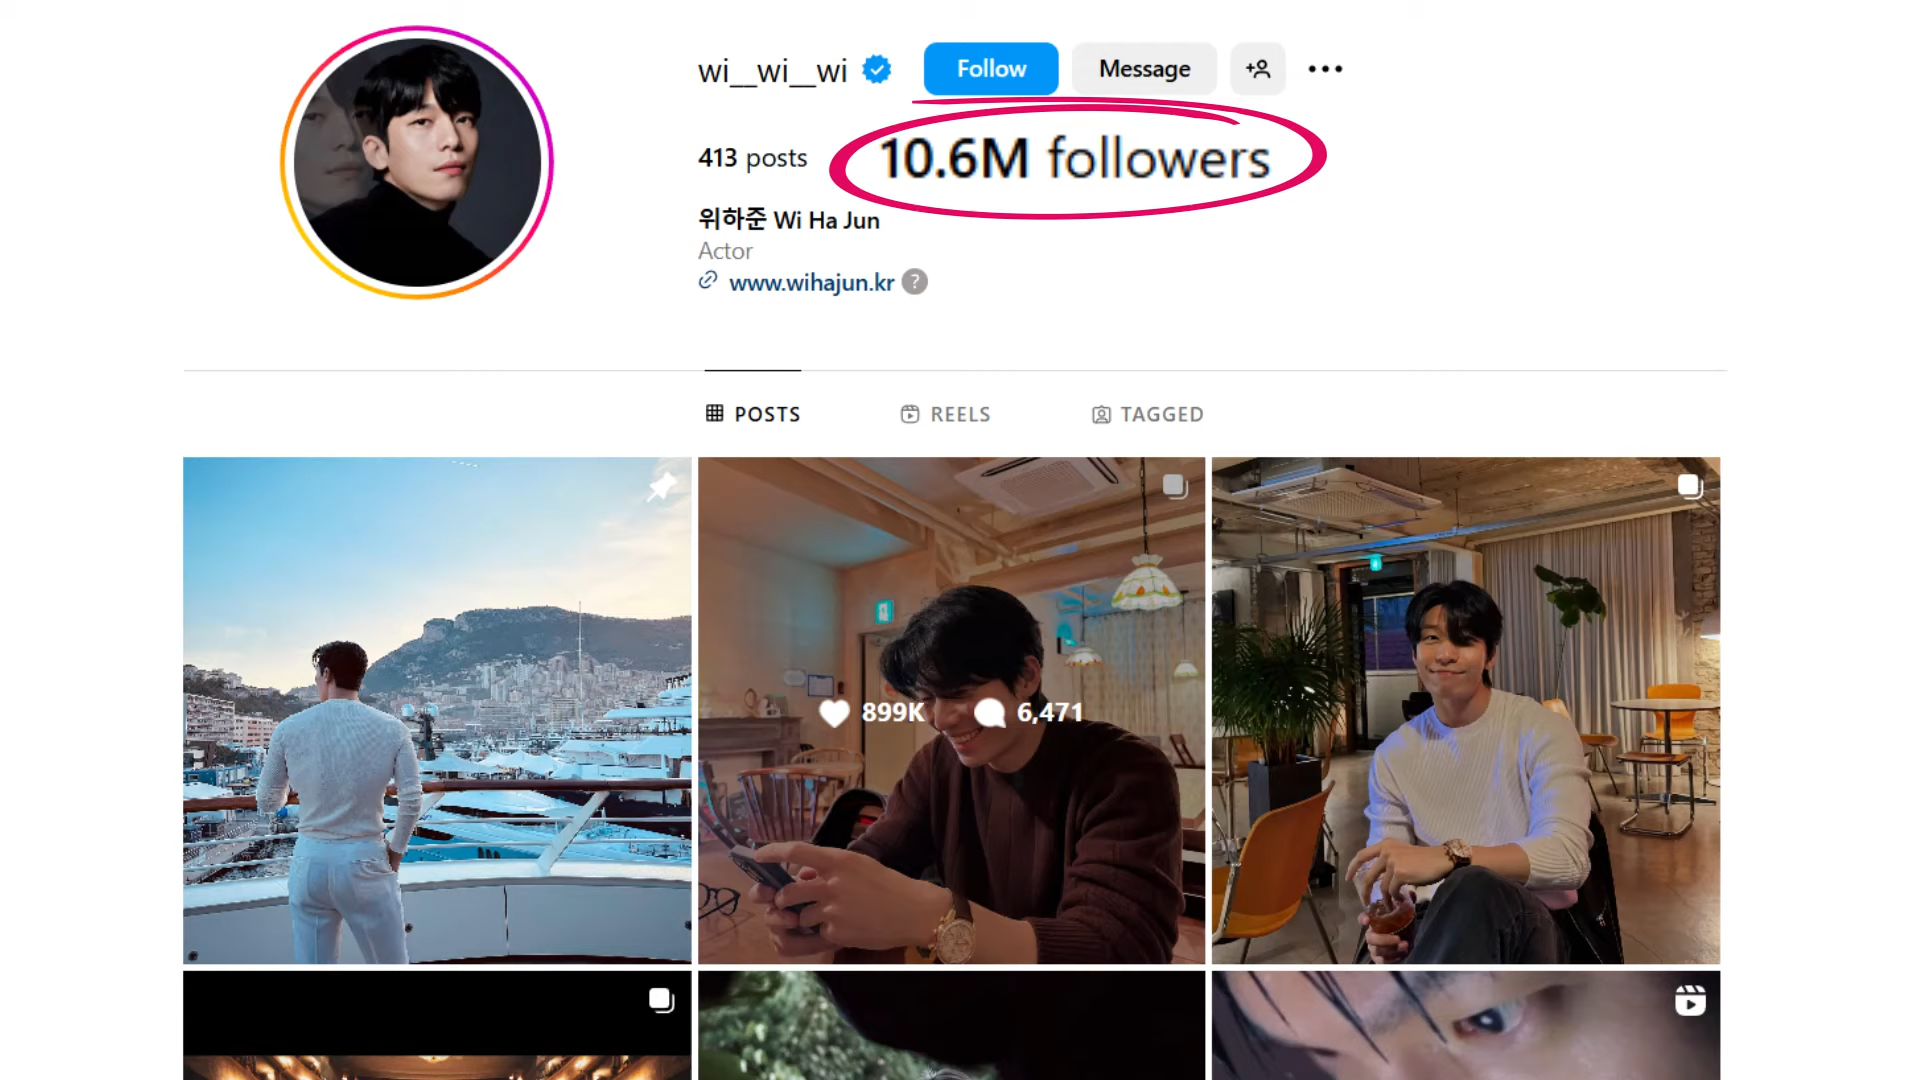 wi__wi__wi Follow Message
413 posts 10.6M followers
위하준 Wi Ha Jun
Actor
www.wihajun.kr ?
POSTS REELS TAGGED
899K 6,471